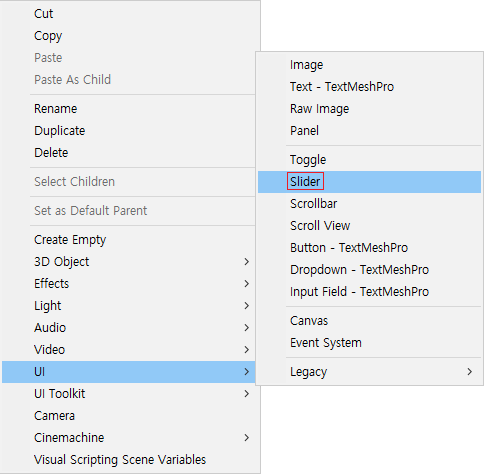 Cut
Copy
Paste
Paste As Child
Rename
Duplicate
Delete
Select Children
Set as Default Parent
Create Empty
3D Object
Effects
Light
Audio
Video
UI
UI Toolkit
Camera
Cinemachine
Visual Scripting Scene Variables
Image
Text - TextMeshPro
Raw Image
Panel
Toggle
Slider
Scrollbar
Scroll View
Button - TextMeshPro
Dropdown - TextMeshPro
Input Field - TextMeshPro
Canvas
Event System
Legacy